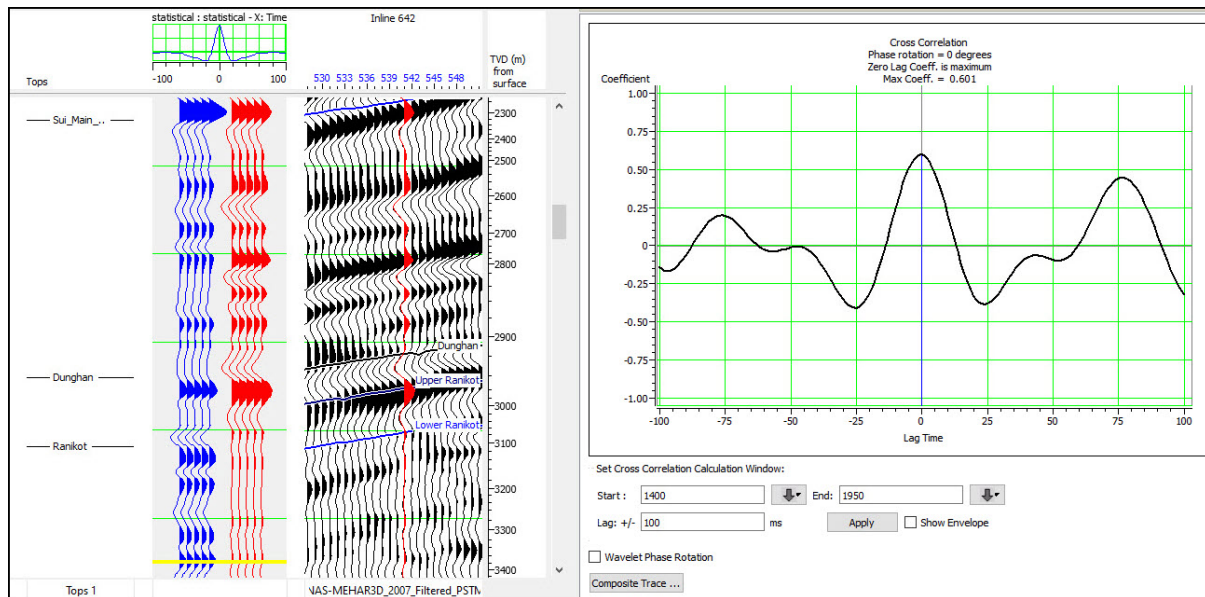 statistical : statistical - X: Time
Inline 642
-100 0 100
Tops
530 533 536 539 542 545 548
TVD (m)
from
surface
Sui_Main_..
Dunghan
Ranikot
Dunghan
Upper Ranikot
Lower Ranikot
2300
2400
2500
2600
2700
2800
2900
3000
3100
3200
3300
3400
Tops 1
NAS-MEHAR3D_2007_Filtered_PSTM
Cross Correlation
Phase rotation = 0 degrees
Zero Lag Coeff. is maximum
Max Coeff. = 0.601
Coefficient
1.00
0.75
0.50
0.25
0
-0.25
-0.50
-0.75
-1.00
-100 -75 -50 -25 0 25 50 75 100
Lag Time
Set Cross Correlation Calculation Window:
Start : 1400 End: 1950
Lag: +/- 100 ms Apply Show Envelope
Wavelet Phase Rotation
Composite Trace ...